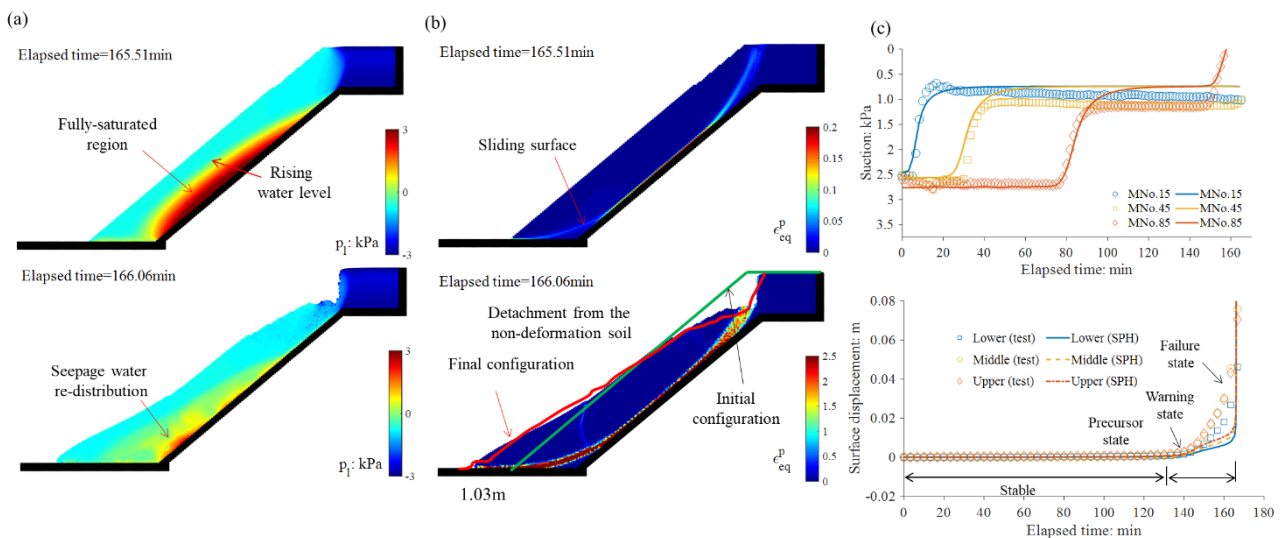 (a)
Elapsed time=165.51min
Fully-saturated
region
Rising
water level
3
0
-3
p_l: kPa
Elapsed time=166.06min
Seepage water
re-distribution
3
2
1
0
-1
-2
-3
p_l: kPa
(b)
Elapsed time=165.51min
Sliding surface
0.2
0.15
0.1
0.05
0
ϵ^p_eq
Elapsed time=166.06min
Detachment from the
non-deformation soil
Final configuration
Initial
configuration
2.5
2
1.5
1
0.5
0
ϵ^p_eq
1.03m
(c)
Suction: kPa
0
0.5
1.0
1.5
2
2.5
3
3.5
MNo.15 MNo.15
MNo.45 MNo.45
MNo.85 MNo.85
0 20 40 60 80 100 120 140 160
Elapsed time: min
Surface displacement: m
0.08
0.06
0.04
0.02
0
-0.02
Lower (test) Lower (SPH)
Middle (test) Middle (SPH)
Upper (test) Upper (SPH)
Failure
state
Warning
state
Precursor
state
Stable
0 20 40 60 80 100 120 140 160 180
Elapsed time: min